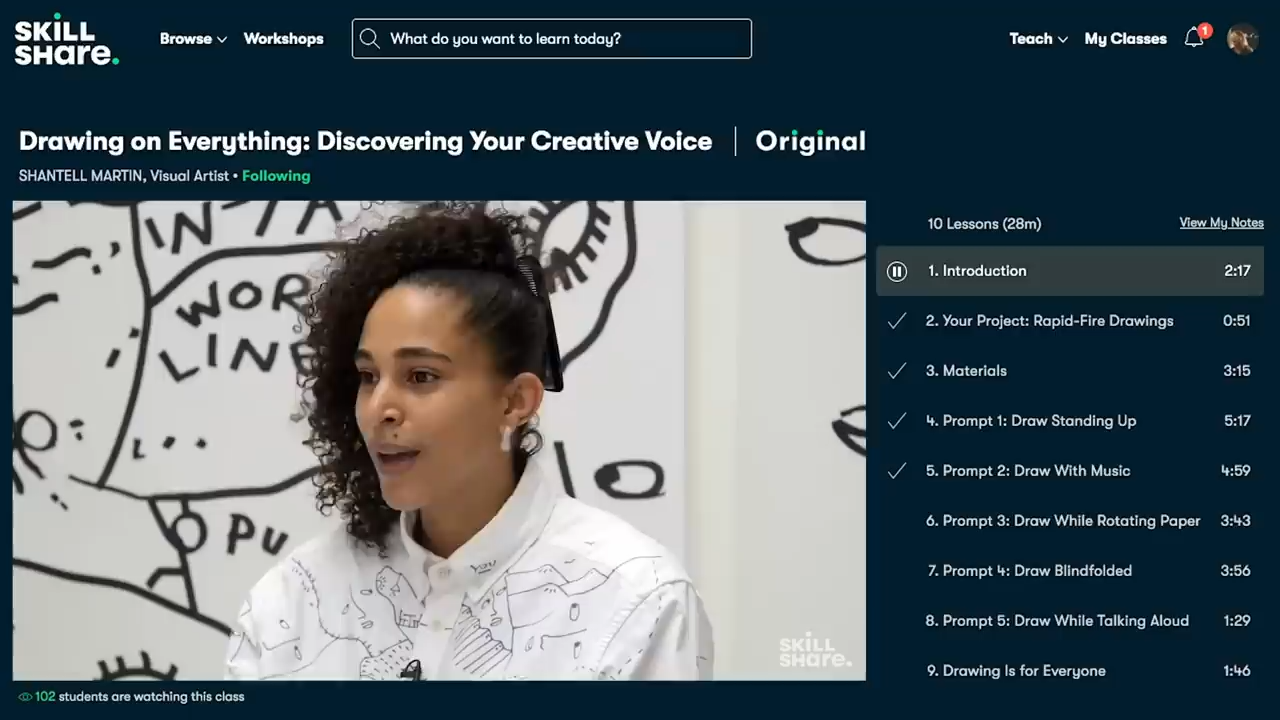 SKILL SHARE.
Browse
Workshops
What do you want to learn today?
Teach
My Classes
1
Drawing on Everything: Discovering Your Creative Voice | Original
SHANTELL MARTIN, Visual Artist • Following
WOR
LINE
PU
YOU
SKILL SHARE.
102 students are watching this class
10 Lessons (28m)
View My Notes
1. Introduction 2:17
2. Your Project: Rapid-Fire Drawings 0:51
3. Materials 3:15
4. Prompt 1: Draw Standing Up 5:17
5. Prompt 2: Draw With Music 4:59
6. Prompt 3: Draw While Rotating Paper 3:43
7. Prompt 4: Draw Blindfolded 3:56
8. Prompt 5: Draw While Talking Aloud 1:29
9. Drawing Is for Everyone 1:46